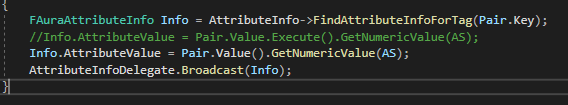 {
FAuraAttributeInfo Info = AttributeInfo->FindAttributeInfoForTag(Pair.Key);
//Info.AttributeValue = Pair.Value.Execute().GetNumericValue(AS);
Info.AttributeValue = Pair.Value().GetNumericValue(AS);
AttributeInfoDelegate.Broadcast(Info);
}